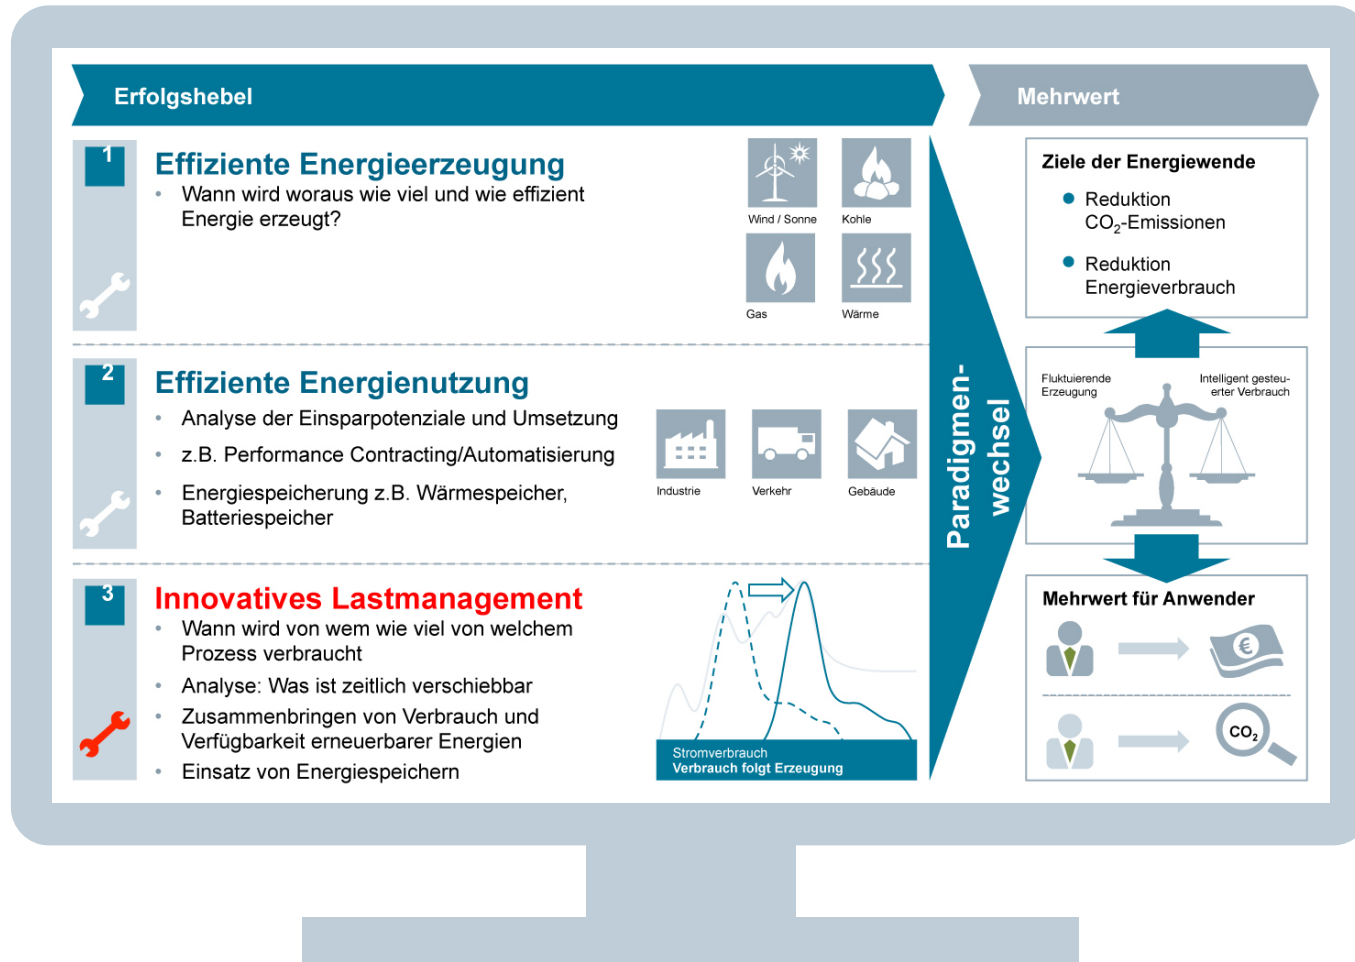 Erfolgshebel
Mehrwert
1
Effiziente Energieerzeugung
• Wann wird woraus wie viel und wie effizient
Energie erzeugt?
Wind / Sonne
Kohle
Gas
Wärme
2
Effiziente Energienutzung
• Analyse der Einsparpotenziale und Umsetzung
• z.B. Performance Contracting/Automatisierung
• Energiespeicherung z.B. Wärmespeicher,
Batteriespeicher
Industrie
Verkehr
Gebäude
3
Innovatives Lastmanagement
• Wann wird von wem wie viel von welchem
Prozess verbraucht
• Analyse: Was ist zeitlich verschiebbar
• Zusammenbringen von Verbrauch und
Verfügbarkeit erneuerbarer Energien
• Einsatz von Energiespeichern
Stromverbrauch
Verbrauch folgt Erzeugung
Paradigmen-
wechsel
Ziele der Energiewende
• Reduktion
CO₂-Emissionen
• Reduktion
Energieverbrauch
Fluktuierende
Erzeugung
Intelligent gesteu-
erter Verbrauch
Mehrwert für Anwender
€
CO₂